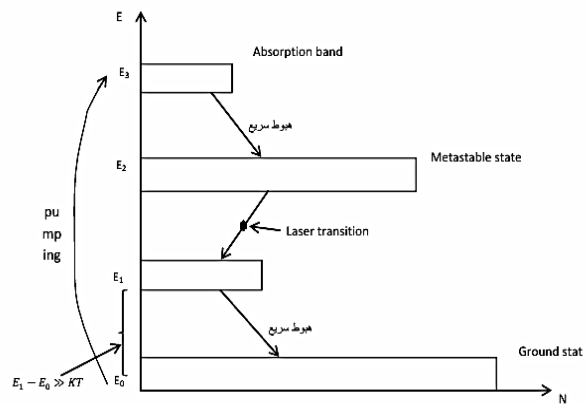 E
Absorption band
E₃
هبوط سريع
Metastable state
E₂
pu
mp
ing
Laser transition
E₁
هبوط سريع
Ground stat
E₁ − E₀ ≫ KT
E₀
N